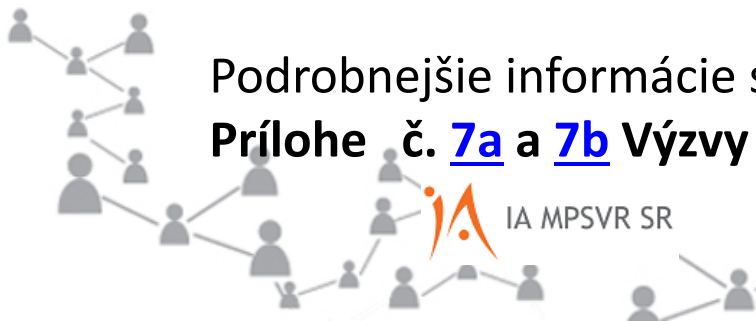 Podrobnejšie informácie s
Prílohe č. 7a a 7b Výzvy
IA MPSVR SR